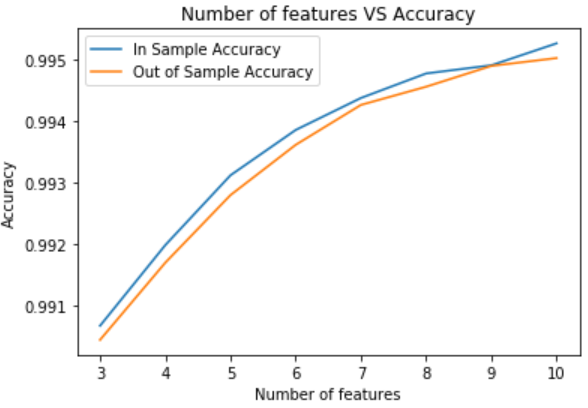 Number of features VS Accuracy
In Sample Accuracy
Out of Sample Accuracy
0.995
0.994
0.993
0.992
0.991
Accuracy
3 4 5 6 7 8 9 10
Number of features